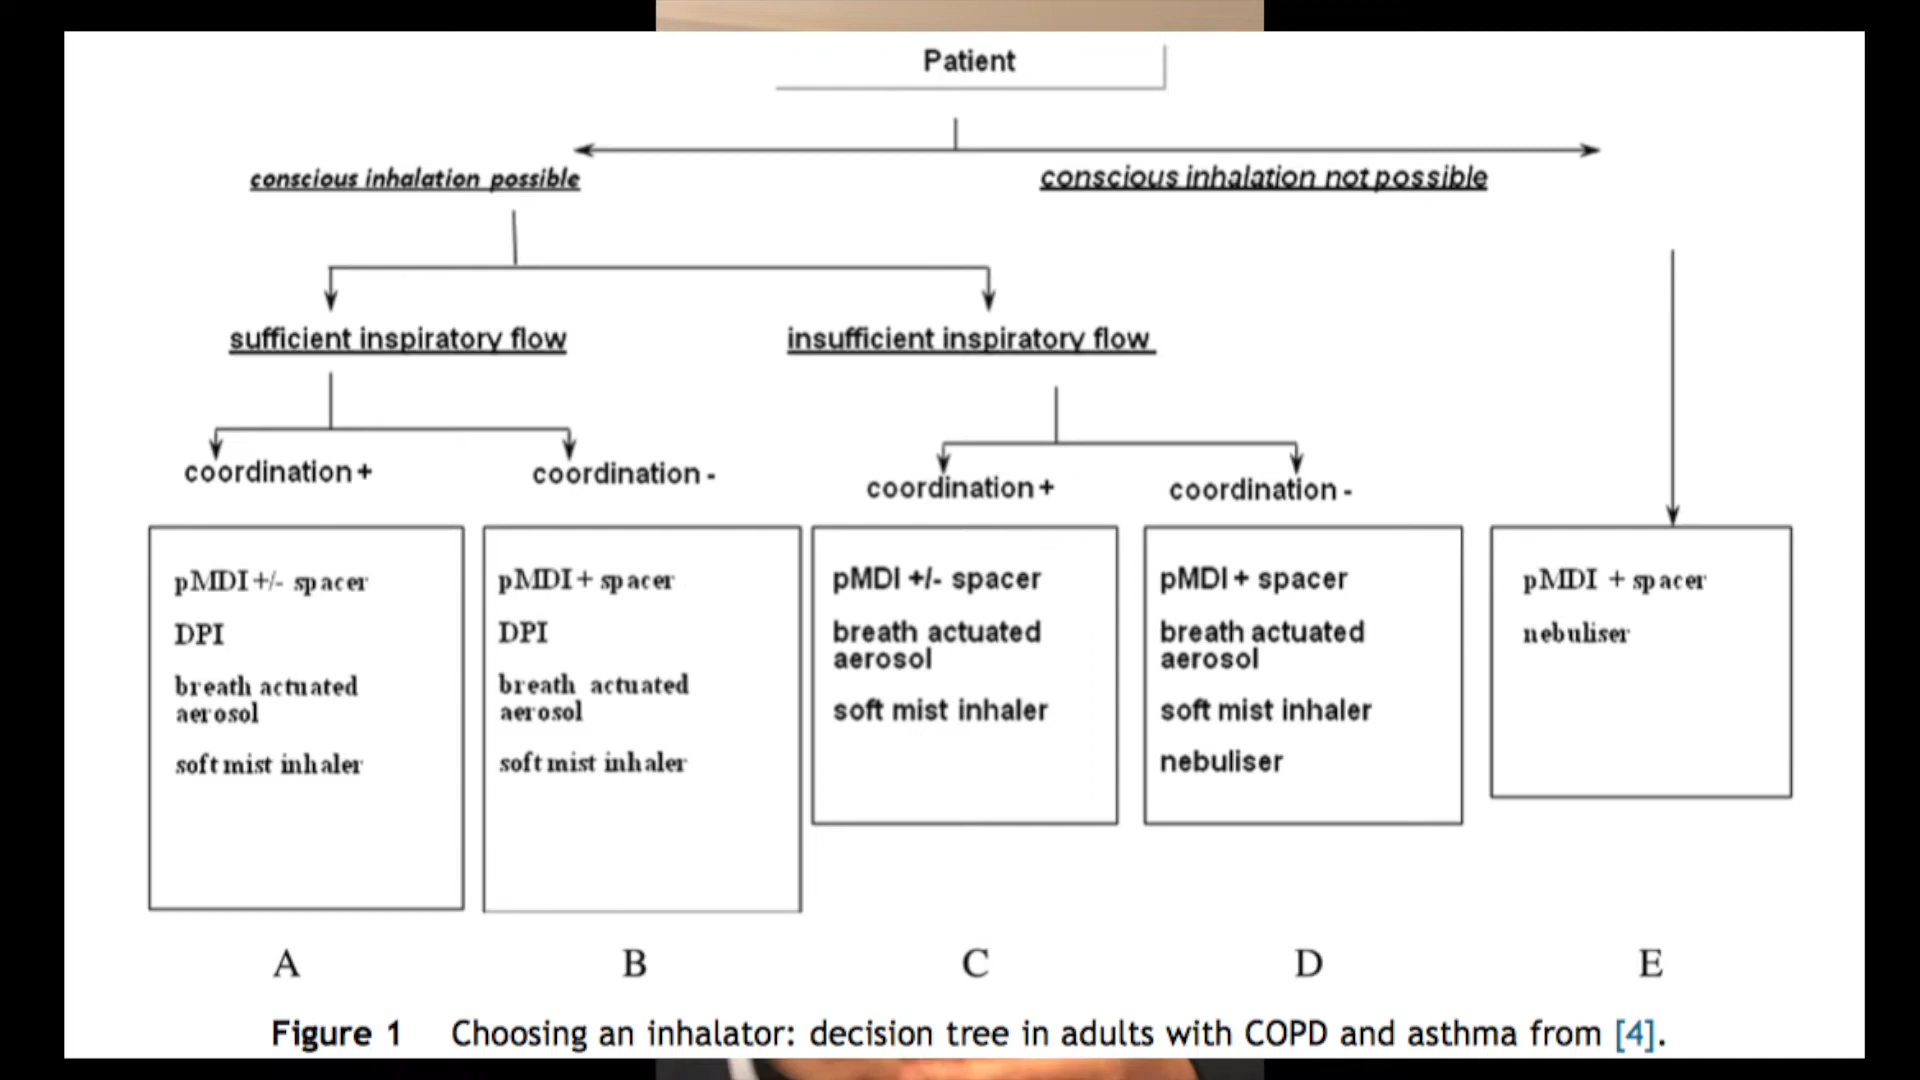 Patient
conscious inhalation possible
conscious inhalation not possible
sufficient inspiratory flow
insufficient inspiratory flow
coordination +
coordination -
coordination +
coordination -
pMDI +/- spacer
DPI
breath actuated
aerosol
soft mist inhaler
pMDI + spacer
DPI
breath actuated
aerosol
soft mist inhaler
pMDI +/- spacer
breath actuated
aerosol
soft mist inhaler
pMDI + spacer
breath actuated
aerosol
soft mist inhaler
nebuliser
pMDI + spacer
nebuliser
A
B
C
D
E
Figure 1 Choosing an inhalator: decision tree in adults with COPD and asthma from [4].